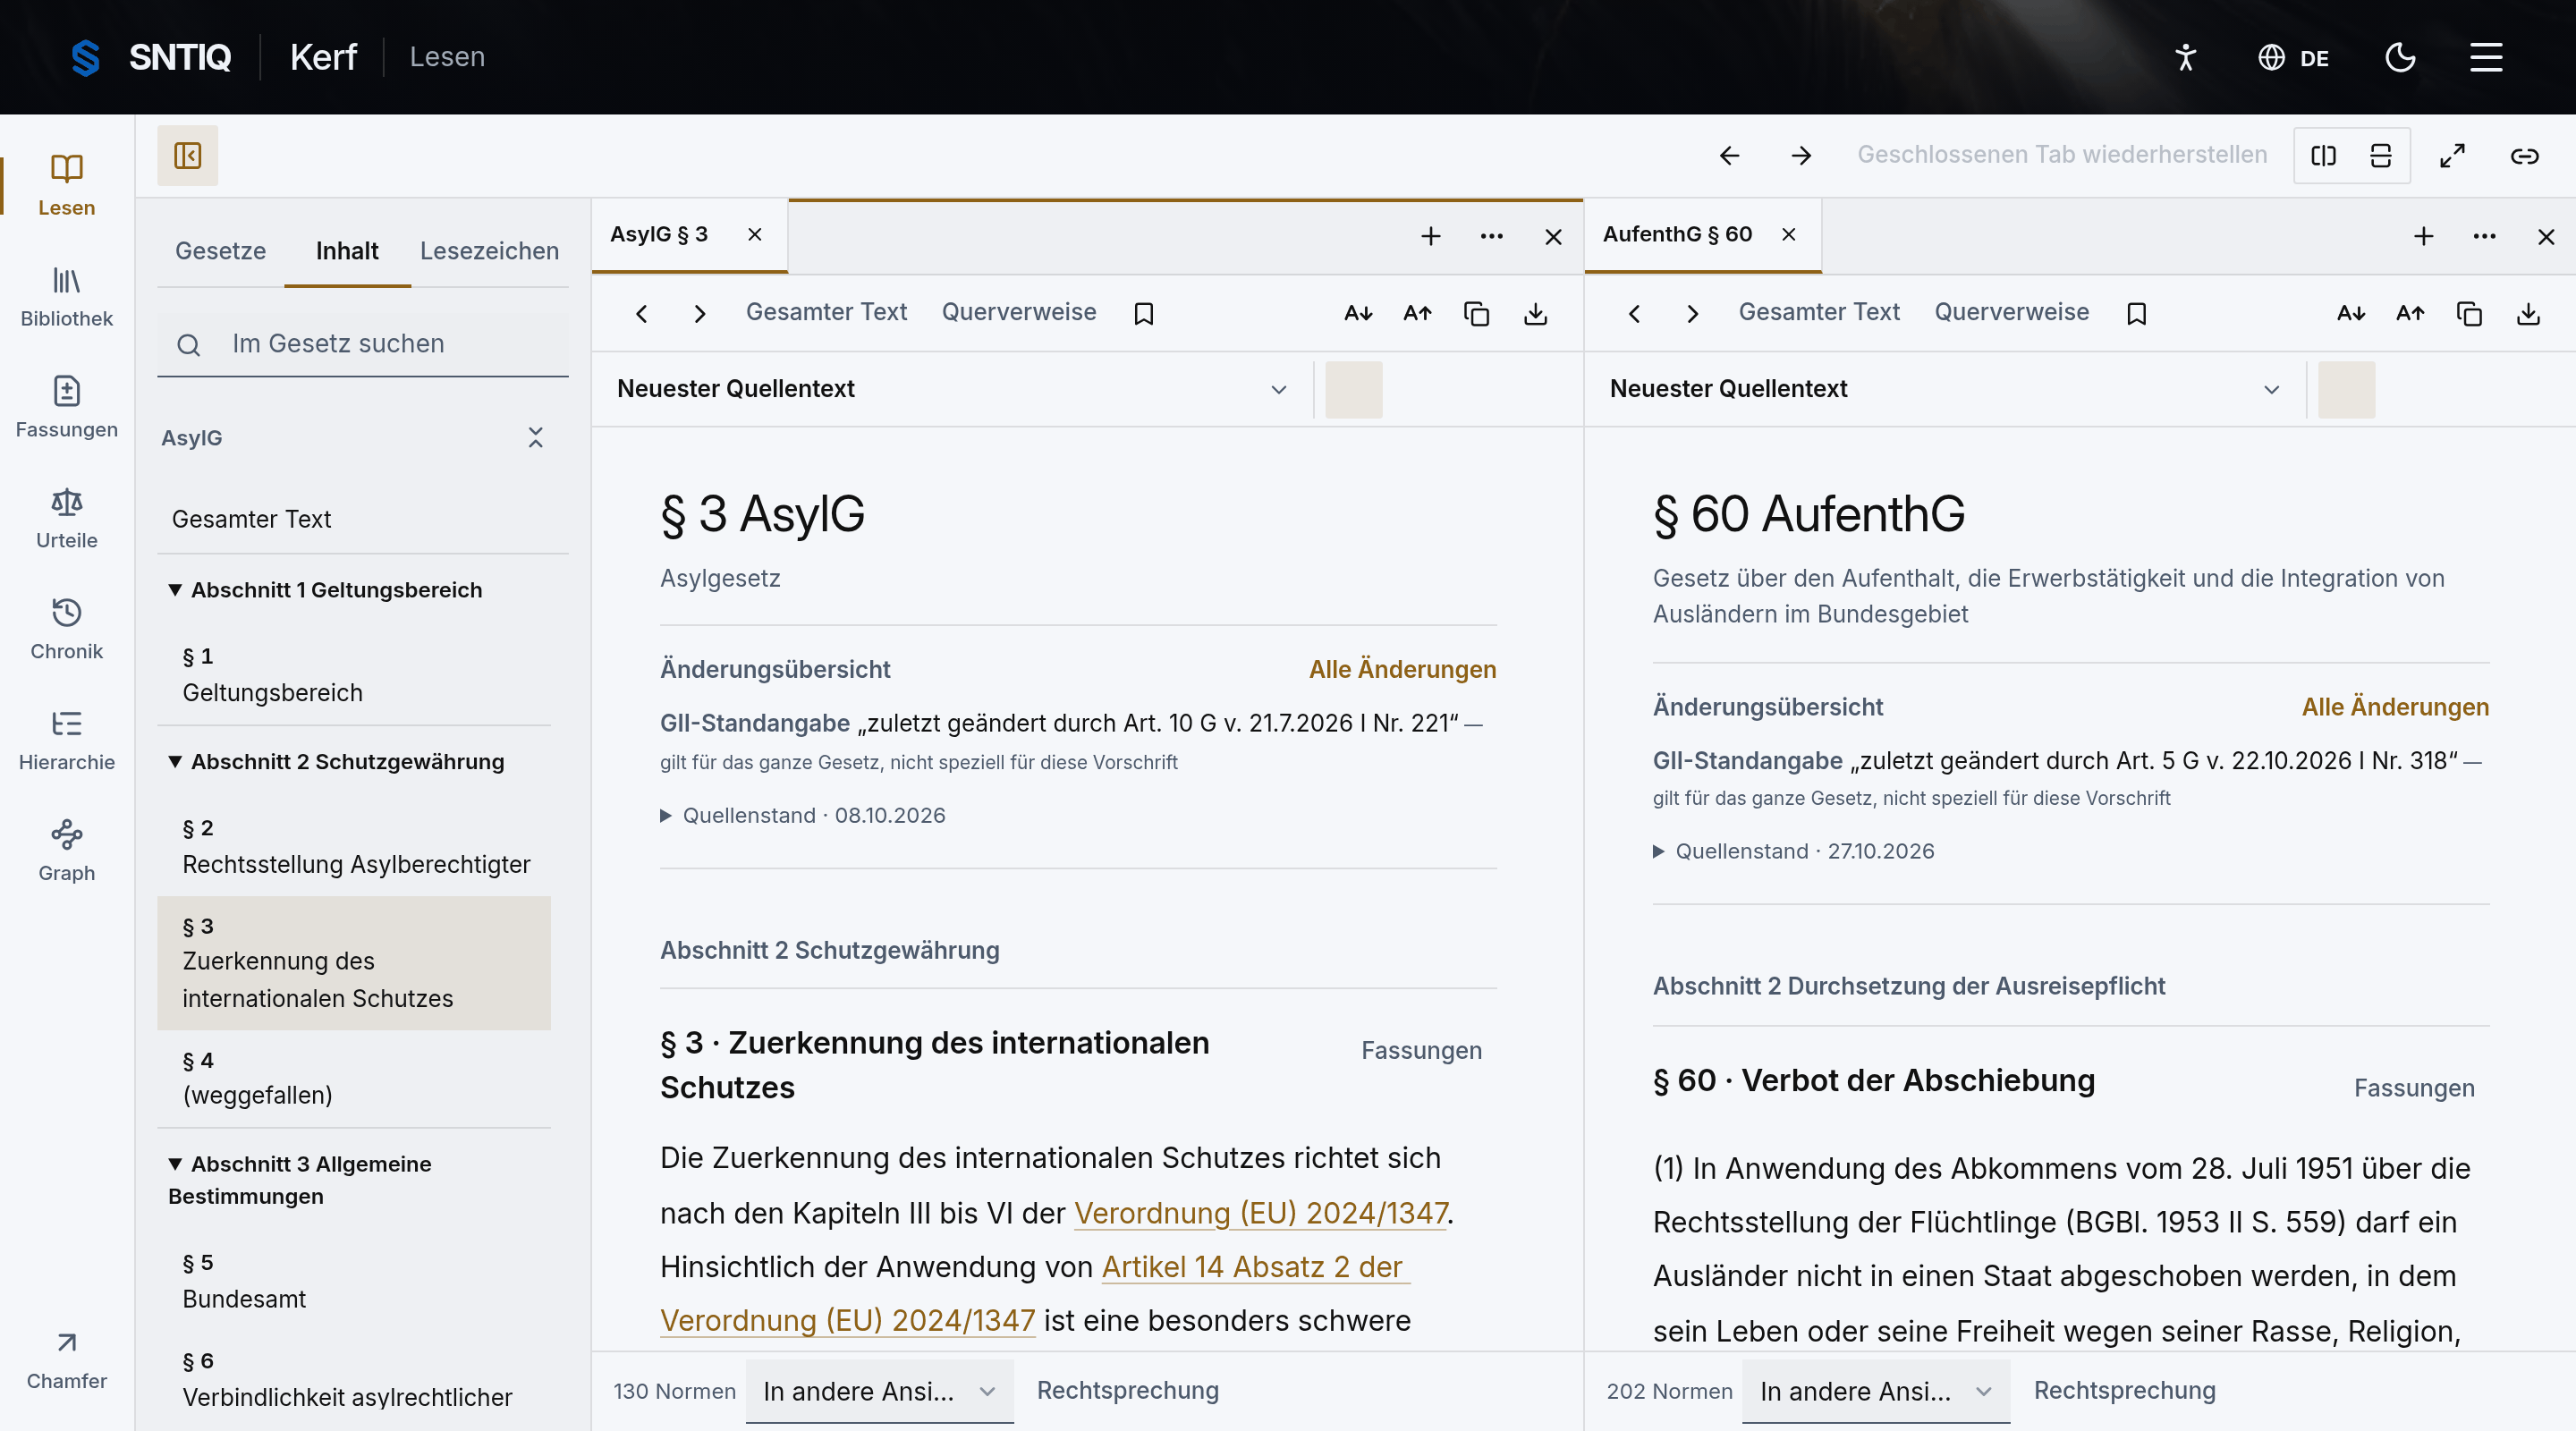 SNTIQ Kerf Lesen
DE
Lesen
Bibliothek
Fassungen
Urteile
Chronik
Hierarchie
Graph
Chamfer
Geschlossenen Tab wiederherstellen
Gesetze Inhalt Lesezeichen
Im Gesetz suchen
AsylG
Gesamter Text
Abschnitt 1 Geltungsbereich
§ 1
Geltungsbereich
Abschnitt 2 Schutzgewährung
§ 2
Rechtsstellung Asylberechtigter
§ 3
Zuerkennung des
internationalen Schutzes
§ 4
(weggefallen)
Abschnitt 3 Allgemeine
Bestimmungen
§ 5
Bundesamt
§ 6
Verbindlichkeit asylrechtlicher
AsylG § 3
Gesamter Text Querverweise
Neuester Quellentext
§ 3 AsylG
Asylgesetz
Änderungsübersicht Alle Änderungen
GII-Standangabe „zuletzt geändert durch Art. 10 G v. 21.7.2026 I Nr. 221“ —
gilt für das ganze Gesetz, nicht speziell für diese Vorschrift
Quellenstand · 08.10.2026
Abschnitt 2 Schutzgewährung
§ 3 · Zuerkennung des internationalen
Schutzes
Fassungen
Die Zuerkennung des internationalen Schutzes richtet sich
nach den Kapiteln III bis VI der Verordnung (EU) 2024/1347.
Hinsichtlich der Anwendung von Artikel 14 Absatz 2 der
Verordnung (EU) 2024/1347 ist eine besonders schwere
130 Normen In andere Ansi... Rechtsprechung
AufenthG § 60
Gesamter Text Querverweise
Neuester Quellentext
§ 60 AufenthG
Gesetz über den Aufenthalt, die Erwerbstätigkeit und die Integration von
Ausländern im Bundesgebiet
Änderungsübersicht Alle Änderungen
GII-Standangabe „zuletzt geändert durch Art. 5 G v. 22.10.2026 I Nr. 318“ —
gilt für das ganze Gesetz, nicht speziell für diese Vorschrift
Quellenstand · 27.10.2026
Abschnitt 2 Durchsetzung der Ausreisepflicht
§ 60 · Verbot der Abschiebung
Fassungen
(1) In Anwendung des Abkommens vom 28. Juli 1951 über die
Rechtsstellung der Flüchtlinge (BGBl. 1953 II S. 559) darf ein
Ausländer nicht in einen Staat abgeschoben werden, in dem
sein Leben oder seine Freiheit wegen seiner Rasse, Religion,
202 Normen In andere Ansi... Rechtsprechung